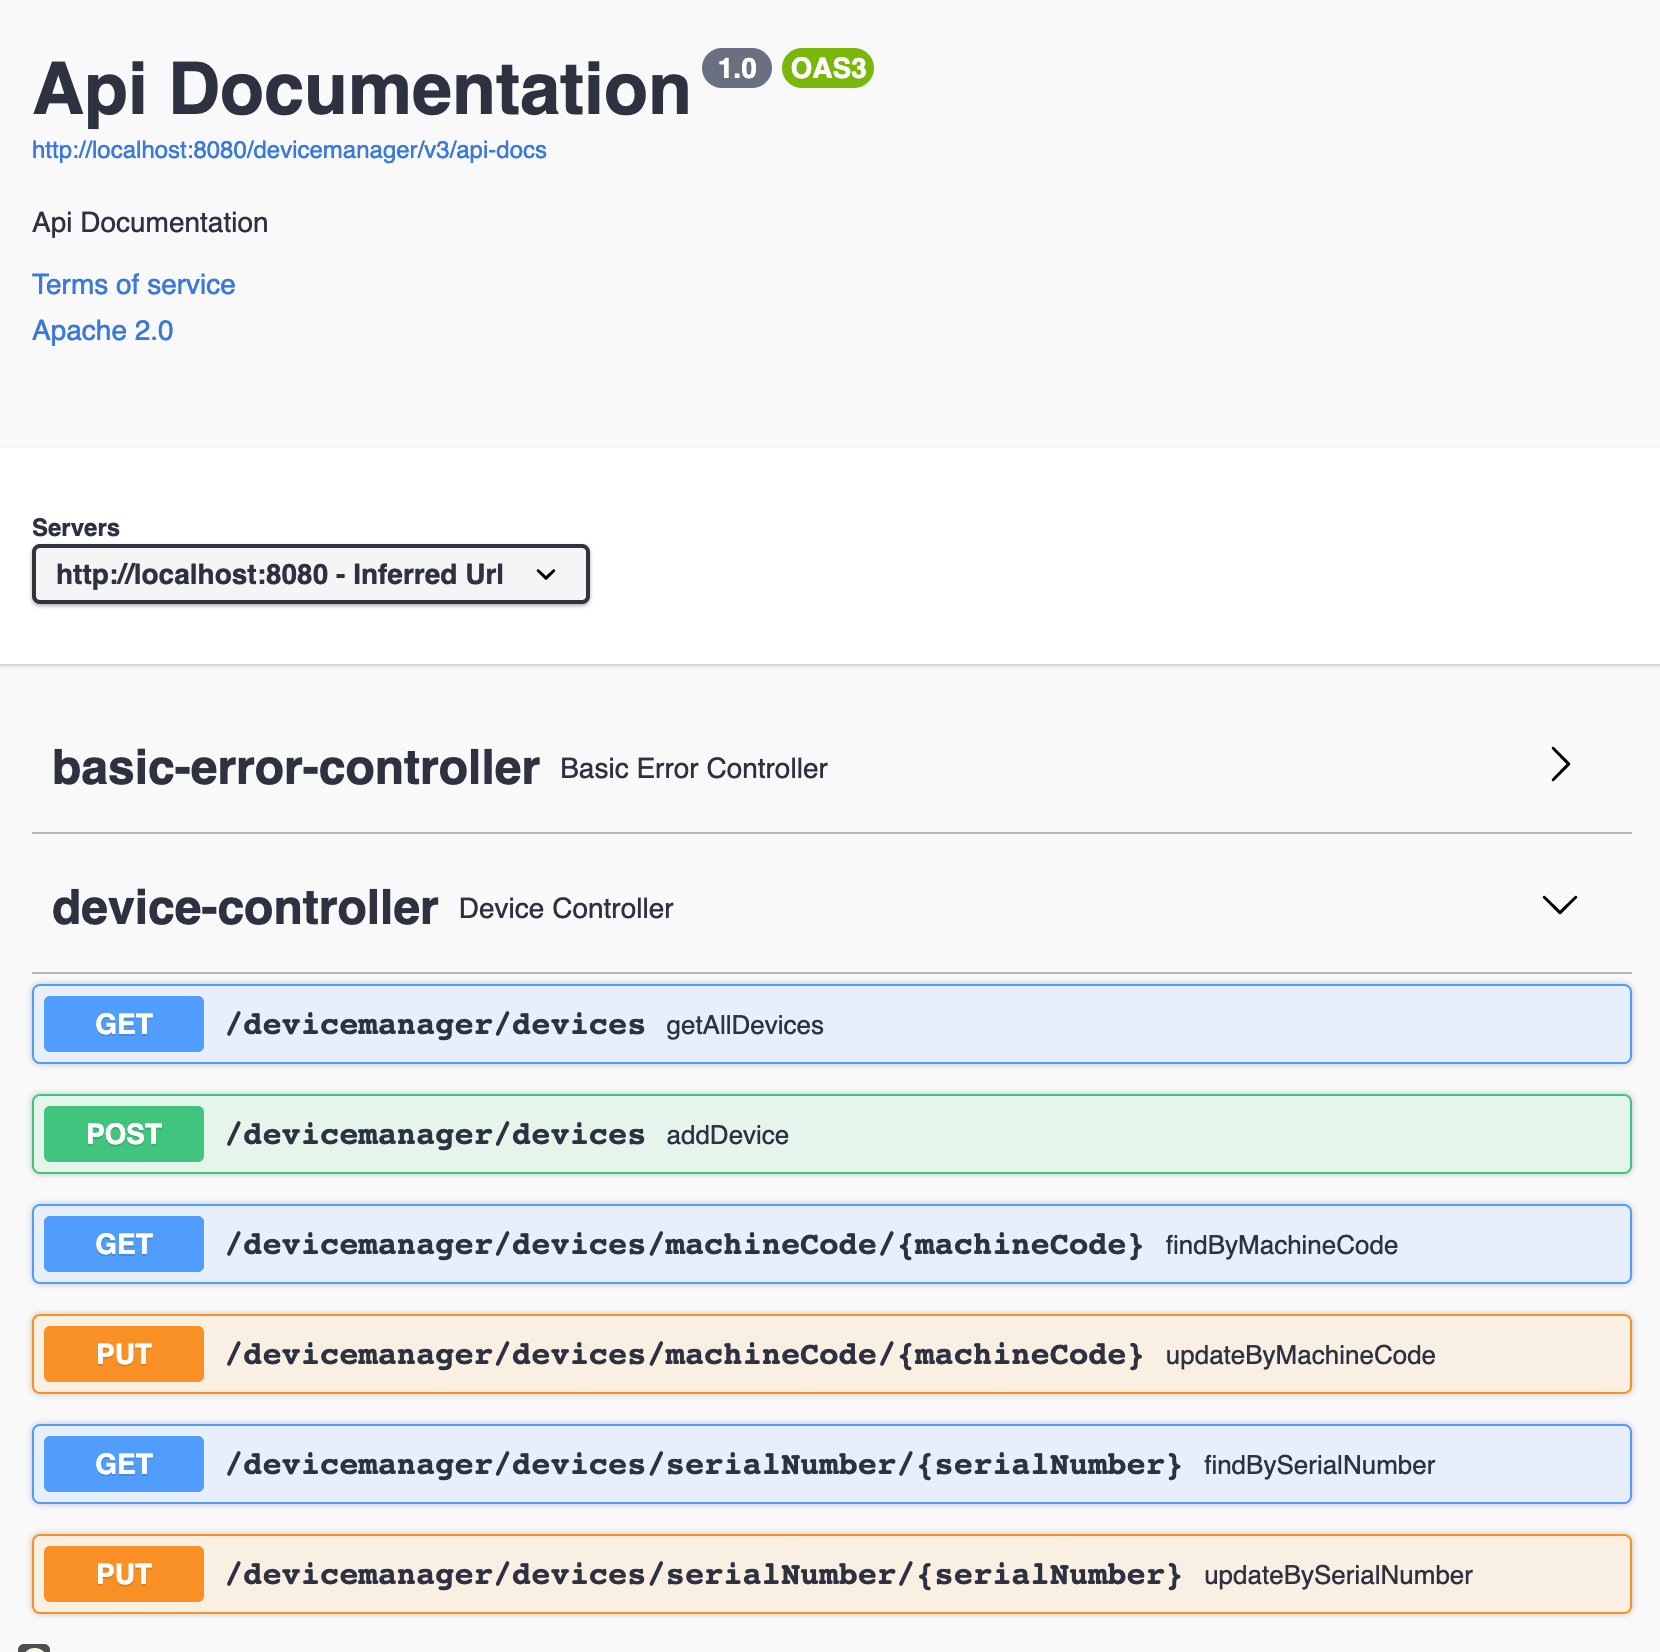 Api Documentation 1.0 OAS3
http://localhost:8080/devicemanager/v3/api-docs
Api Documentation
Terms of service
Apache 2.0
Servers
http://localhost:8080 - Inferred Url
basic-error-controller Basic Error Controller
device-controller Device Controller
GET /devicemanager/devices getAllDevices
POST /devicemanager/devices addDevice
GET /devicemanager/devices/machineCode/{machineCode} findByMachineCode
PUT /devicemanager/devices/machineCode/{machineCode} updateByMachineCode
GET /devicemanager/devices/serialNumber/{serialNumber} findBySerialNumber
PUT /devicemanager/devices/serialNumber/{serialNumber} updateBySerialNumber